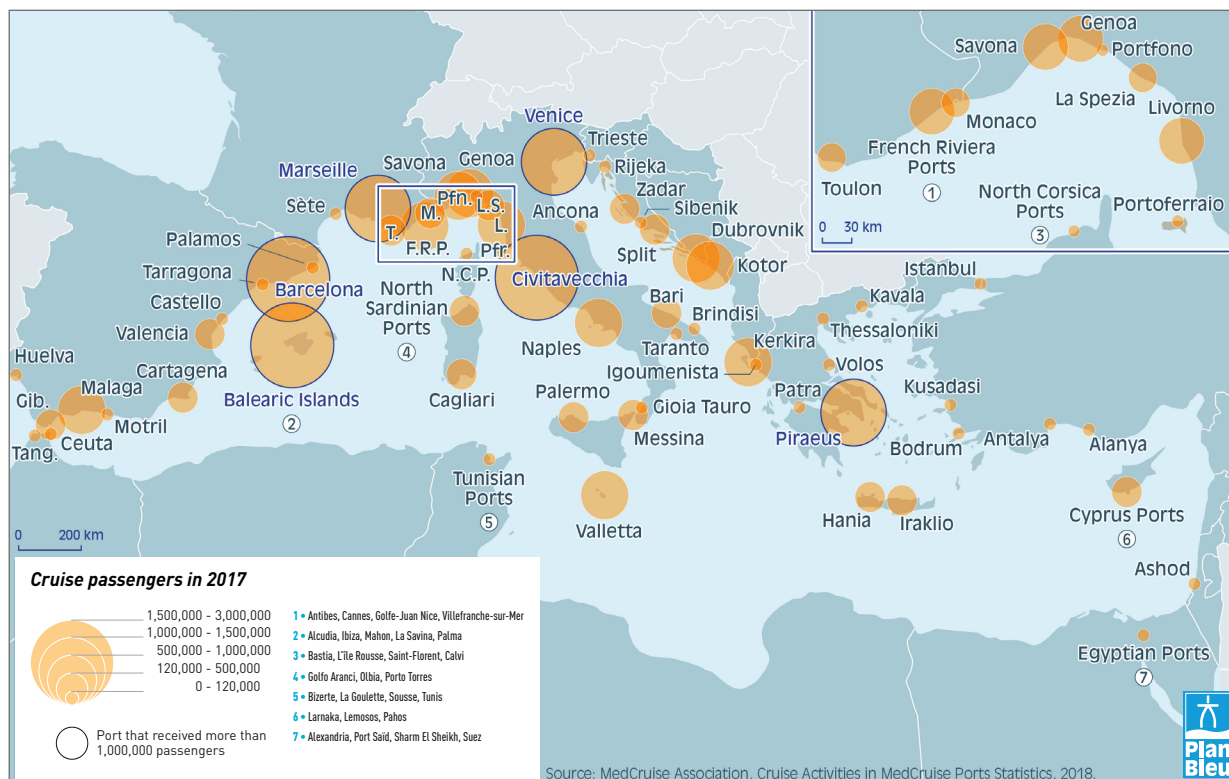 Venice
Trieste
Rijeka
Zadar
Sibenik
Dubrovnik
Savona
Genoa
Marseille
Sète
Pfn.
L.S.
M.
L.
T.
F.R.P.
Pfr.
N.C.P.
Ancona
Split
Kotor
Palamos
Tarragona
Barcelona
Castello
Valencia
Civitavecchia
North
Sardinian
Ports
4
Bari
Brindisi
Naples
Taranto
Kerkira
Igoumenista
Istanbul
Kavala
Thessaloniki
Volos
Patra
Kusadasi
Huelva
Malaga
Cartagena
Gib.
Motril
Ceuta
Tang.
Balearic Islands
2
Cagliari
Palermo
Gioia Tauro
Messina
Piraeus
Bodrum
Antalya
Alanya
Tunisian
Ports
5
Valletta
Hania
Iraklio
Cyprus Ports
6
Ashod
Egyptian Ports
7
0 200 km
Genoa
Savona
Portfono
La Spezia
Livorno
Monaco
French Riviera
Ports
1
Toulon
North Corsica
Ports
3
Portoferraio
0 30 km
Cruise passengers in 2017
1,500,000 - 3,000,000
1,000,000 - 1,500,000
500,000 - 1,000,000
120,000 - 500,000
0 - 120,000
Port that received more than
1,000,000 passengers
1 • Antibes, Cannes, Golfe-Juan Nice, Villefranche-sur-Mer
2 • Alcudia, Ibiza, Mahon, La Savina, Palma
3 • Bastia, L'île Rousse, Saint-Florent, Calvi
4 • Golfo Aranci, Olbia, Porto Torres
5 • Bizerte, La Goulette, Sousse, Tunis
6 • Larnaka, Lemosos, Pahos
7 • Alexandria, Port Saïd, Sharm El Sheikh, Suez
Source: MedCruise Association. Cruise Activities in MedCruise Ports Statistics, 2018.
Plan
Bleu